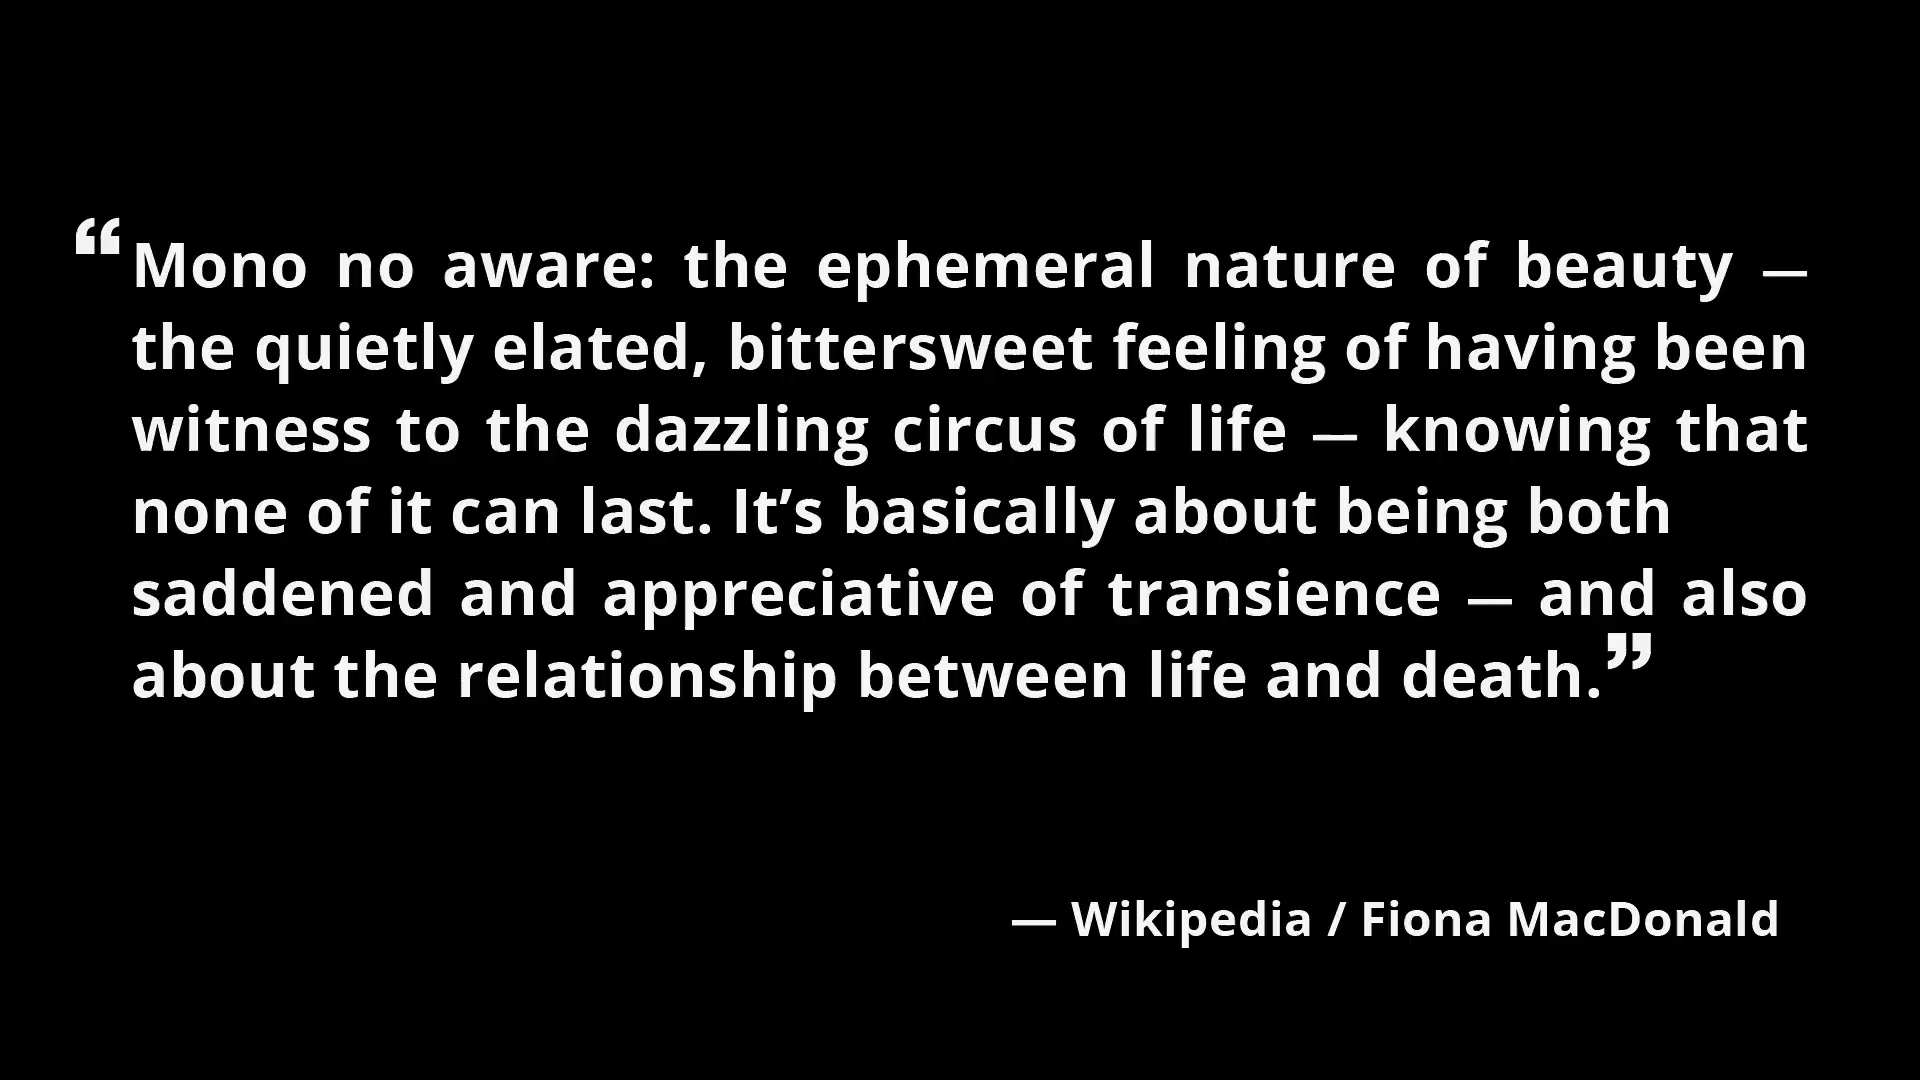 “Mono no aware: the ephemeral nature of beauty —
the quietly elated, bittersweet feeling of having been
witness to the dazzling circus of life — knowing that
none of it can last. It’s basically about being both
saddened and appreciative of transience — and also
about the relationship between life and death.”
— Wikipedia / Fiona MacDonald